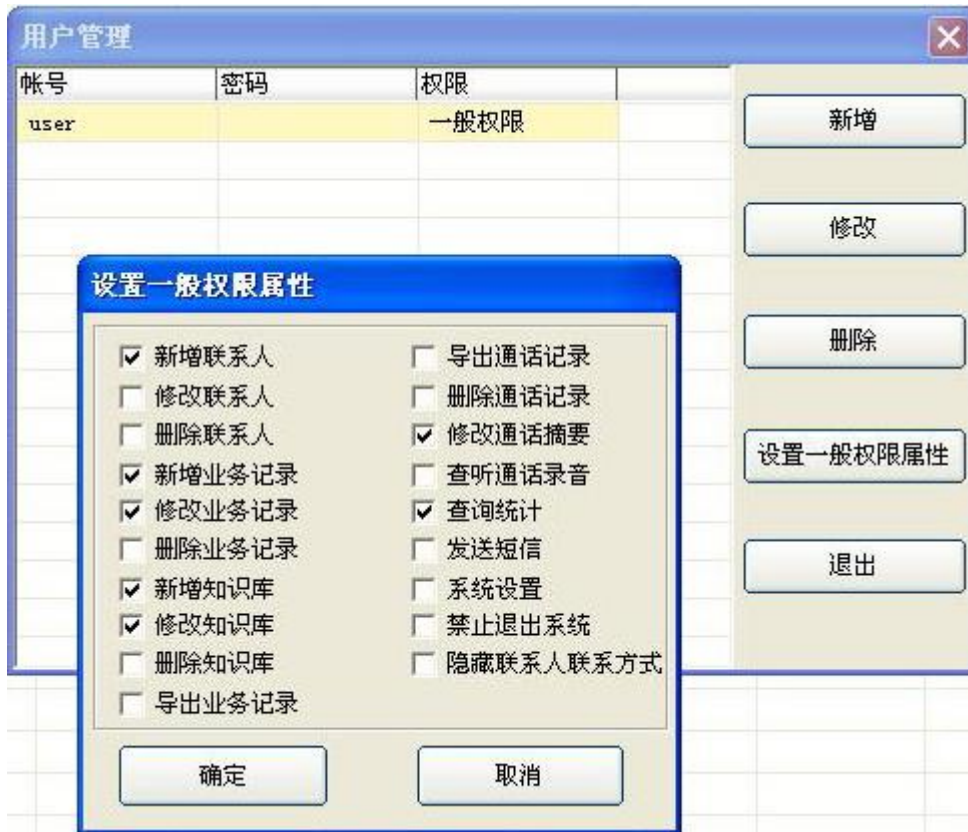 用户管理
帐号 密码 权限
user 一般权限
新增
修改
删除
设置一般权限属性
退出
设置一般权限属性
新增联系人 导出通话记录
修改联系人 删除通话记录
删除联系人 修改通话摘要
新增业务记录 查听通话录音
修改业务记录 查询统计
删除业务记录 发送短信
新增知识库 系统设置
修改知识库 禁止退出系统
删除知识库 隐藏联系人联系方式
导出业务记录
确定 取消